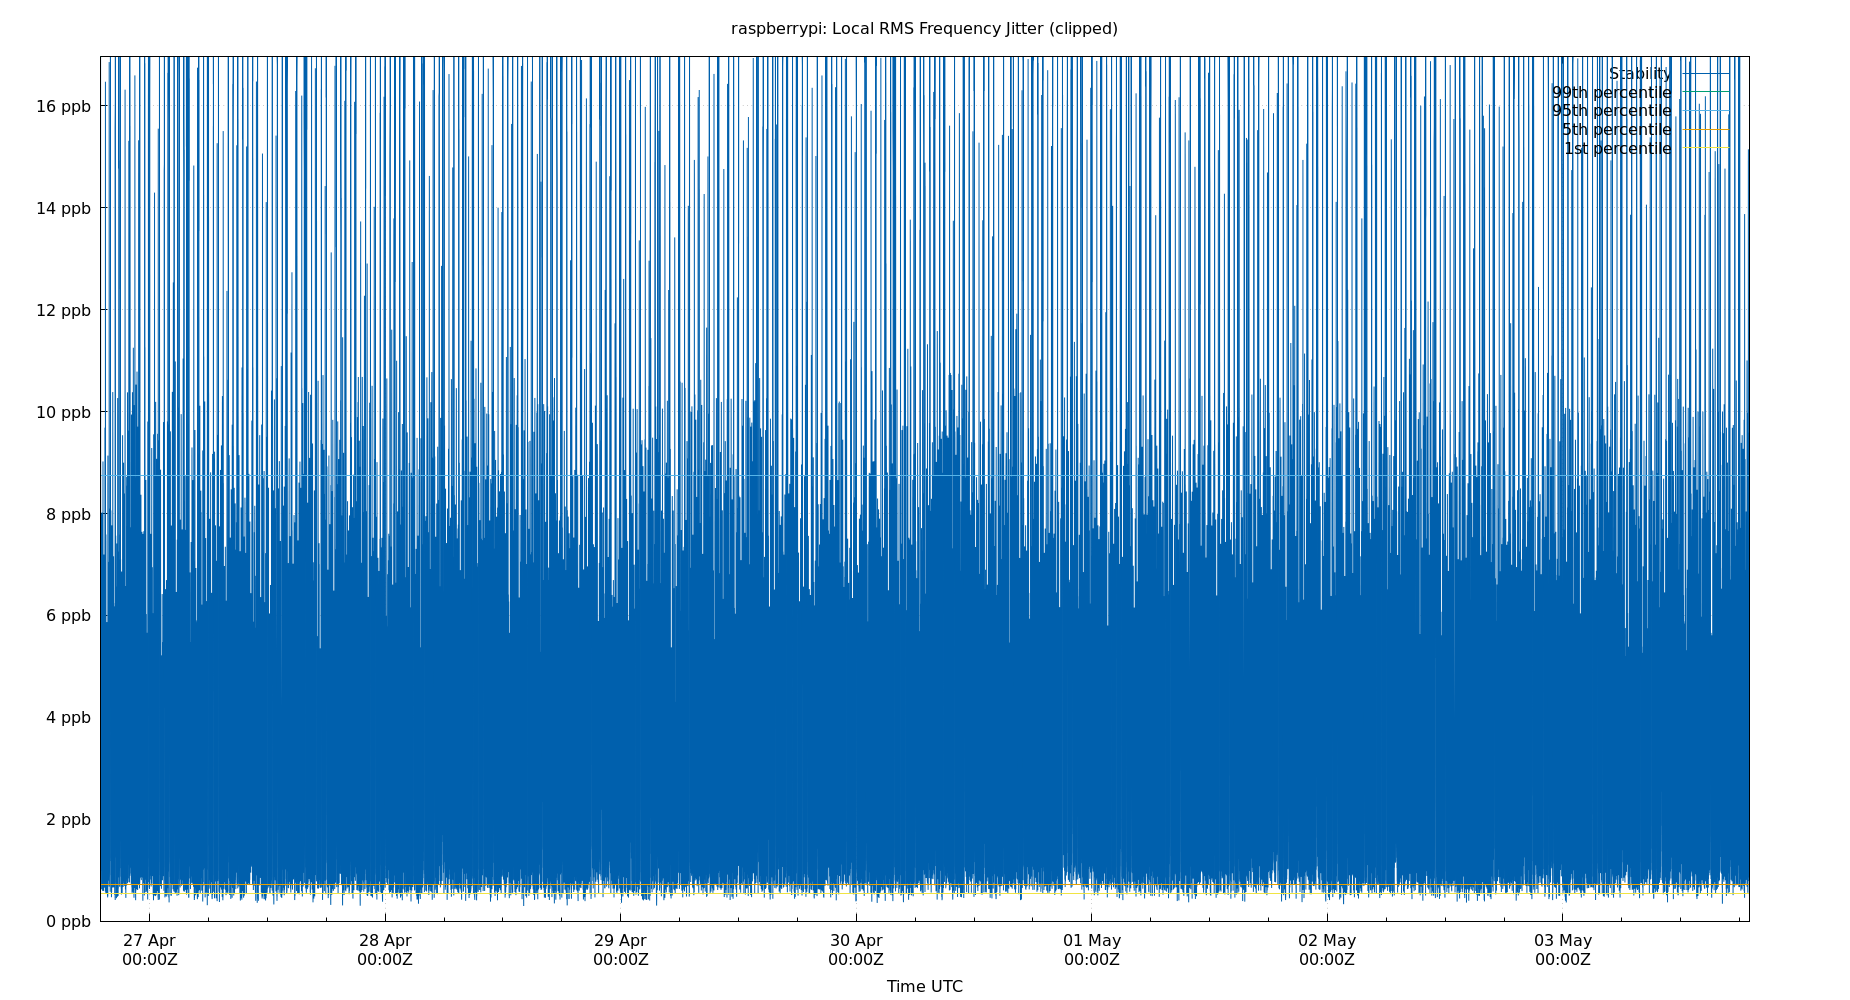 raspberrypi: Local RMS Frequency Jitter (clipped)
Stability
99th percentile
95th percentile
5th percentile
1st percentile
16 ppb
14 ppb
12 ppb
10 ppb
8 ppb
6 ppb
4 ppb
2 ppb
0 ppb
27 Apr 28 Apr 29 Apr 30 Apr 01 May 02 May 03 May
00:00Z 00:00Z 00:00Z 00:00Z 00:00Z 00:00Z 00:00Z
Time UTC